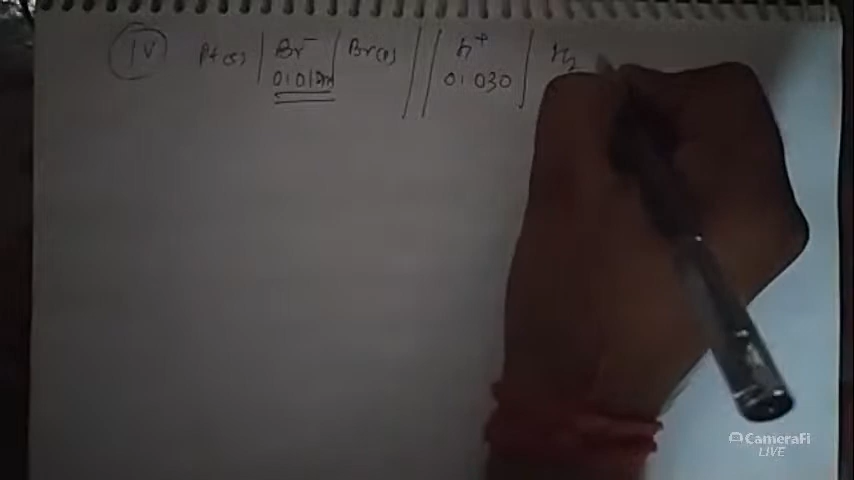 IV Pt(s) | Br⁻ | Br(l) || h⁺ | H₂
0.010m 0.030
CameraFi
LIVE